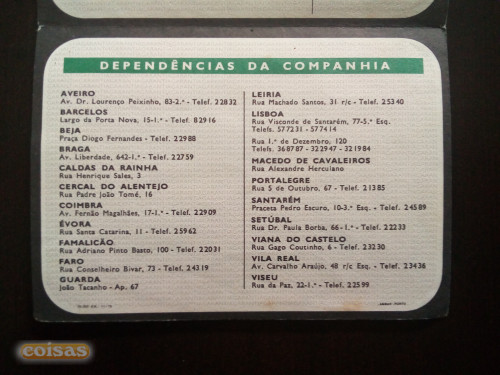 DEPENDÊNCIAS DA COMPANHIA
AVEIRO
Av. Dr. Lourenço Peixinho, 83-2.º - Telef. 22832
BARCELOS
Largo da Porta Nova, 15-1.º - 82916
BEJA
Praça Diogo Fernandes - Telef. 22988
BRAGA
Av. Liberdade, 642-1.º - Telef. 22759
CALDAS DA RAINHA
Rua Henrique Sales, 3
CERCAL DO ALENTEJO
Rua Padre João Tomé, 16
COIMBRA
Av. Fernão Magalhães, 17-1.º - Telef. 22909
ÉVORA
Rua Santa Catarina, 11 - Telef. 25962
FAMALICÃO
Rua Adriano Pinto Basto, 100 - Telef. 22031
FARO
Rua Conselheiro Bivar, 73 - Telef. 24319
GUARDA
João Tacanho - Ap. 67
LEIRIA
Rua Machado Santos, 31 r/c - Telef. 25340
LISBOA
Rua Visconde de Santarém, 77-5.º Esq.
Telefs. 577231 - 577414
Rua 1.º de Dezembro, 120
Telefs. 368787 - 322947 - 321984
MACEDO DE CAVALEIROS
Rua Alexandre Herculano
PORTALEGRE
Rua 5 de Outubro, 67 - Telef. 21385
SANTARÉM
Praceta Pedro Escuro, 10-3.º Esq. - Telef. 24589
SETÚBAL
Rua Dr. Paula Borba, 66-1.º - Telef. 22233
VIANA DO CASTELO
Rua Gago Coutinho, 6 - Telef. 23230
VILA REAL
Av. Carvalho Araújo, 48 r/c Esq. - Telef. 23436
VISEU
Rua da Paz, 22-1.º - Telef. 22599
coisas